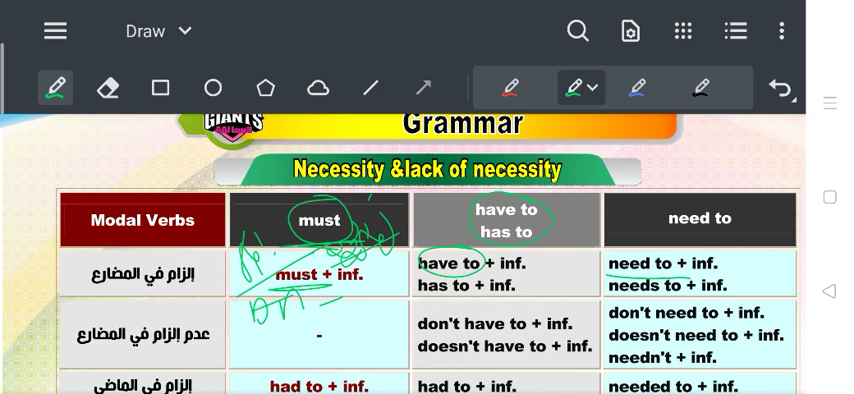 Draw
GIANTS
العمالقة
Grammar
Necessity &lack of necessity
Modal Verbs
must
have to
has to
need to
إلزام في المضارع
must + inf.
have to + inf.
has to + inf.
need to + inf.
needs to + inf.
عدم إلزام في المضارع
-
don't have to + inf.
doesn't have to + inf.
don't need to + inf.
doesn't need to + inf.
needn't + inf.
إلزام في الماضي
had to + inf.
had to + inf.
needed to + inf.